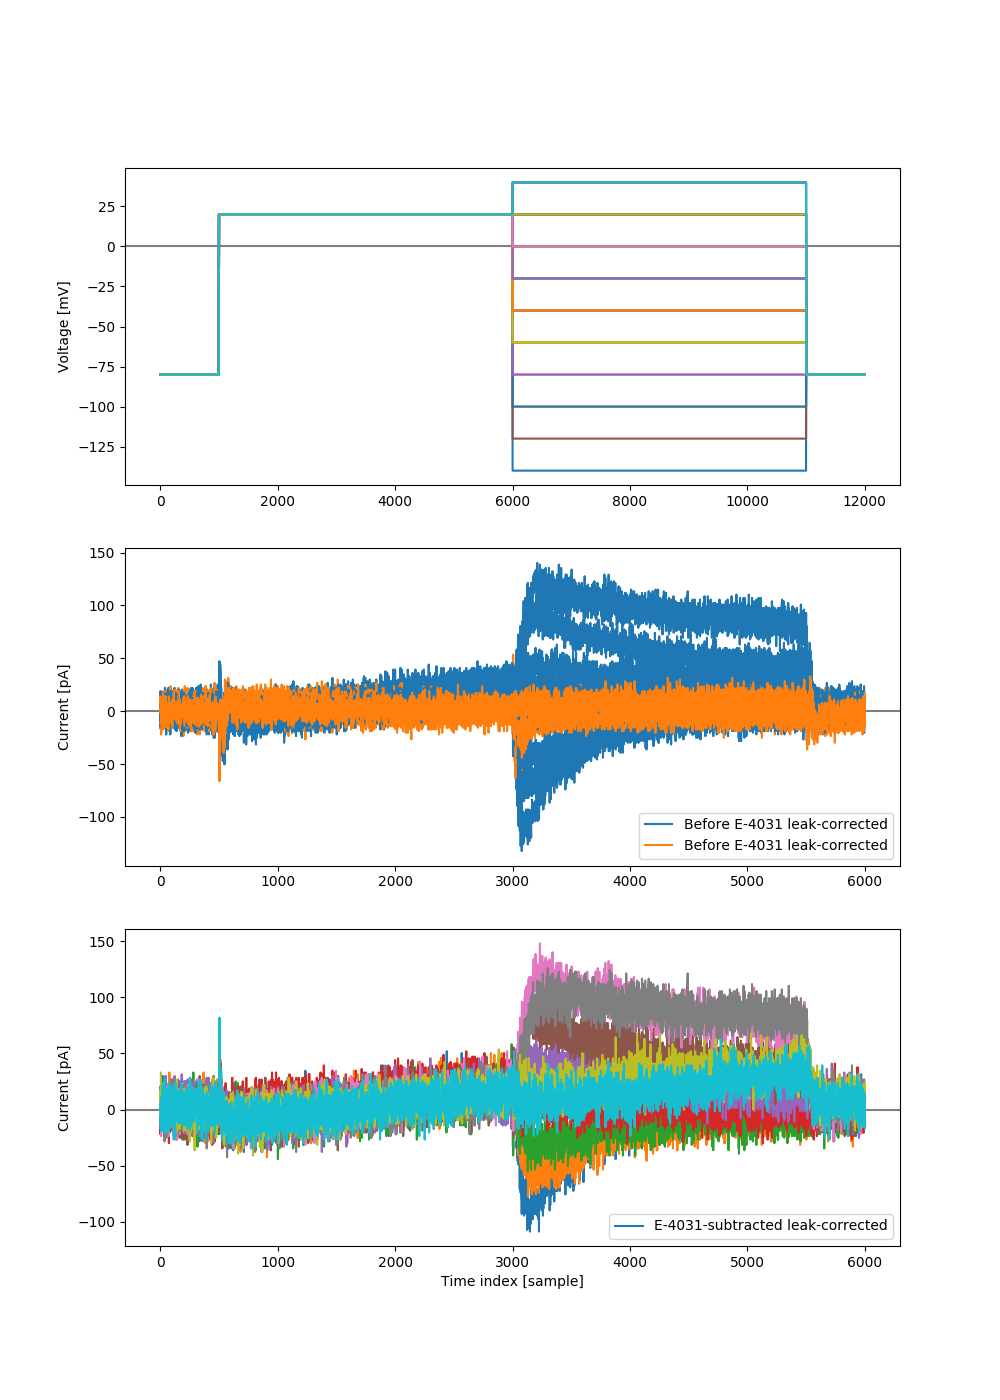 Voltage [mV]
25
0
−25
−50
−75
−100
−125
0 2000 4000 6000 8000 10000 12000
Current [pA]
150
100
50
0
−50
−100
Before E-4031 leak-corrected
Before E-4031 leak-corrected
0 1000 2000 3000 4000 5000 6000
Current [pA]
150
100
50
0
−50
−100
E-4031-subtracted leak-corrected
0 1000 2000 3000 4000 5000 6000
Time index [sample]